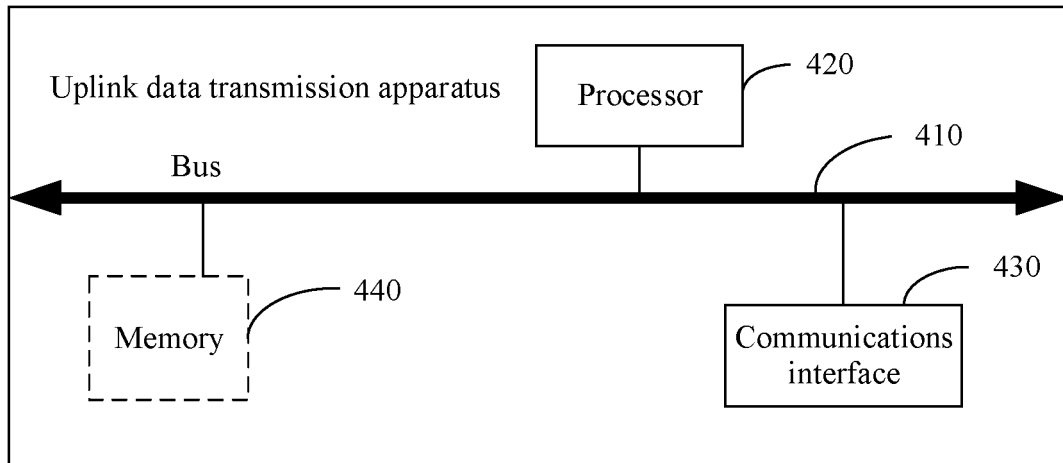 420
Uplink data transmission apparatus
Processor
410
Bus
430
440
Memory
Communications
interface